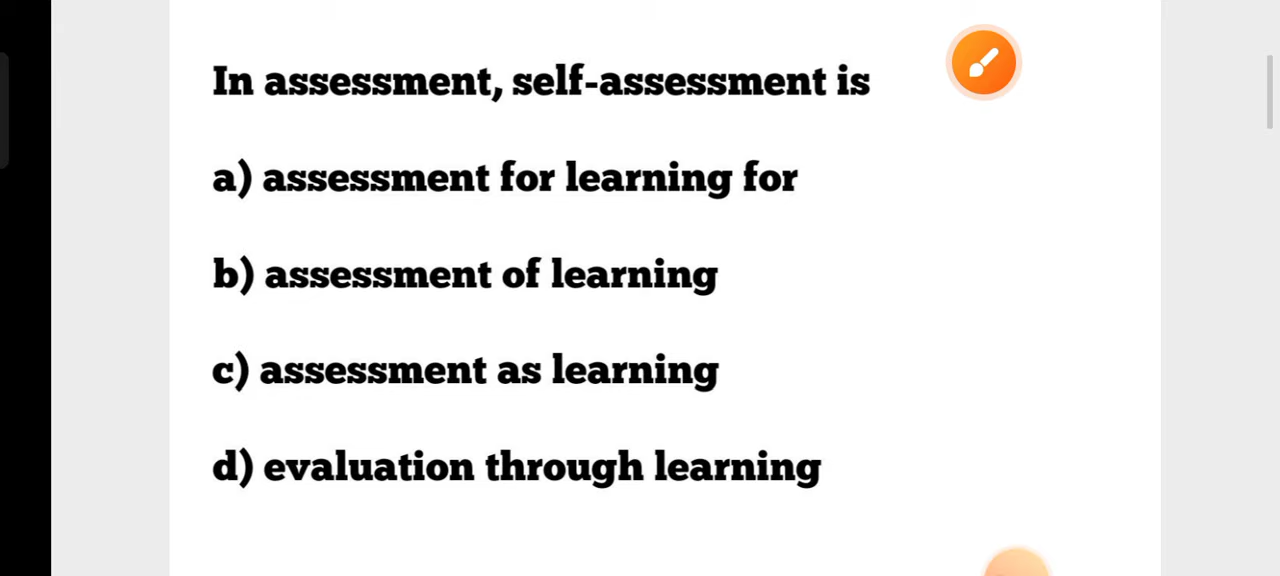 In assessment, self-assessment is
a) assessment for learning for
b) assessment of learning
c) assessment as learning
d) evaluation through learning